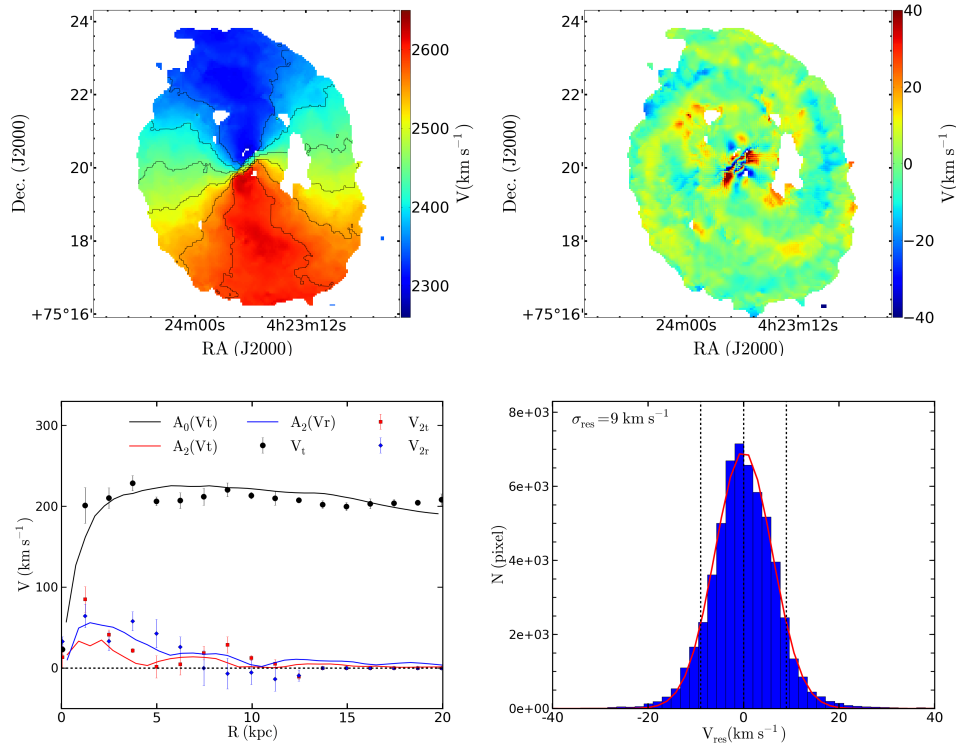 24'
22'
20'
18'
+75°16'
Dec. (J2000)
24m00s
4h23m12s
RA (J2000)
2600
2500
2400
2300
V(km s⁻¹)
24'
22'
20'
18'
+75°16'
Dec. (J2000)
24m00s
4h23m12s
RA (J2000)
40
20
0
−20
−40
V(km s⁻¹)
300
200
100
0
V (km s⁻¹)
A₀(Vt)
A₂(Vr)
V₂ₜ
A₂(Vt)
Vₜ
V₂ᵣ
0
5
10
15
20
R (kpc)
σres=9 km s⁻¹
8e+03
6e+03
4e+03
2e+03
0e+00
N (pixel)
−40
−20
0
20
40
Vres(km s⁻¹)